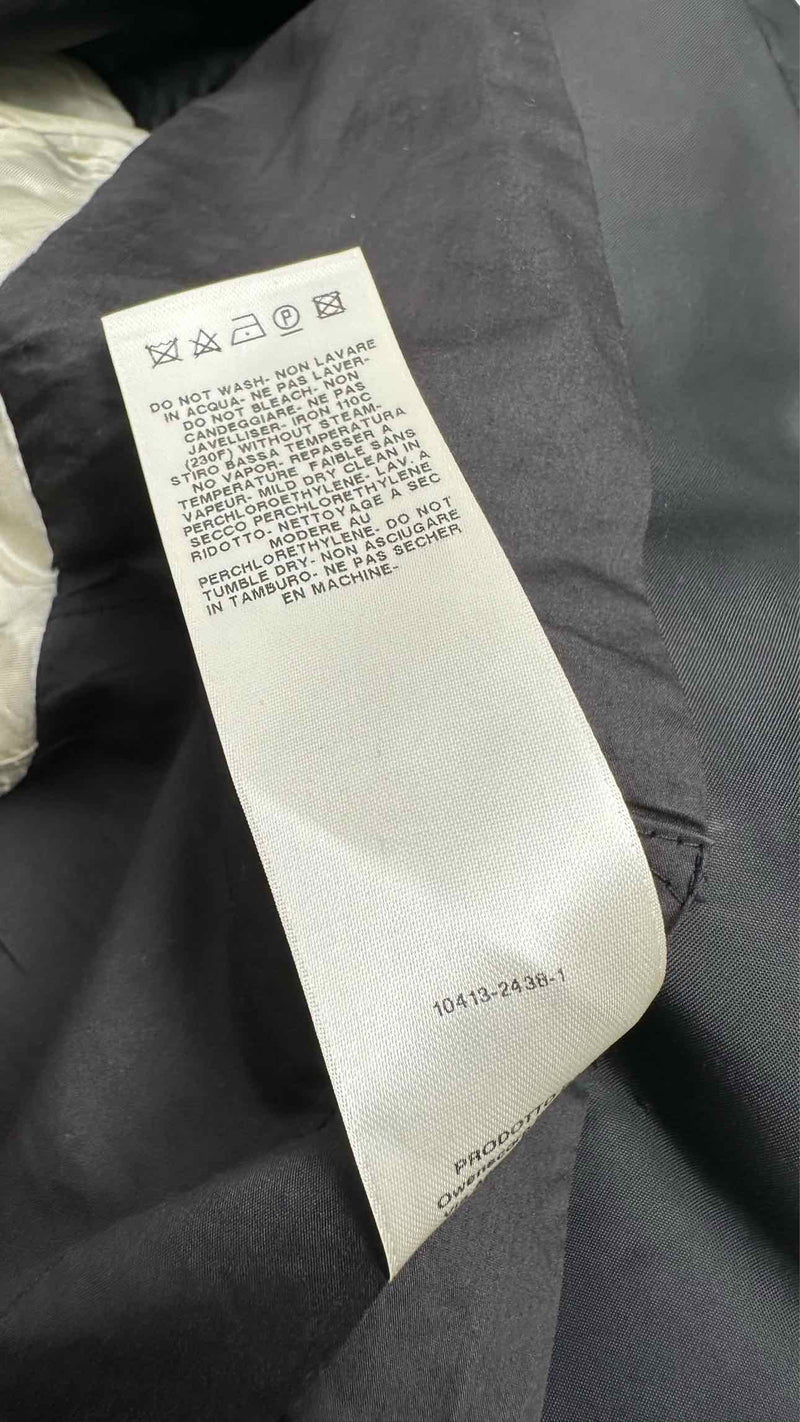 P
DO NOT WASH- NON LAVARE
IN ACQUA- NE PAS LAVER-
DO NOT BLEACH- NON
CANDEGGIARE- NE PAS
JAVELLISER- IRON 110C
(230F) WITHOUT STEAM-
STIRO BASSA TEMPERATURA
NO VAPOR- REPASSER A
TEMPERATURE FAIBLE SANS
VAPEUR- MILD DRY CLEAN IN
PERCHLOROETHYLENE- LAV. A
SECCO PERCHLORETHYLENE
RIDOTTO- NETTOYAGE A SEC
MODERE AU
PERCHLORETHYLENE- DO NOT
TUMBLE DRY- NON ASCIUGARE
IN TAMBURO- NE PAS SECHER
EN MACHINE-
10413-2438-1
PRODOTTO